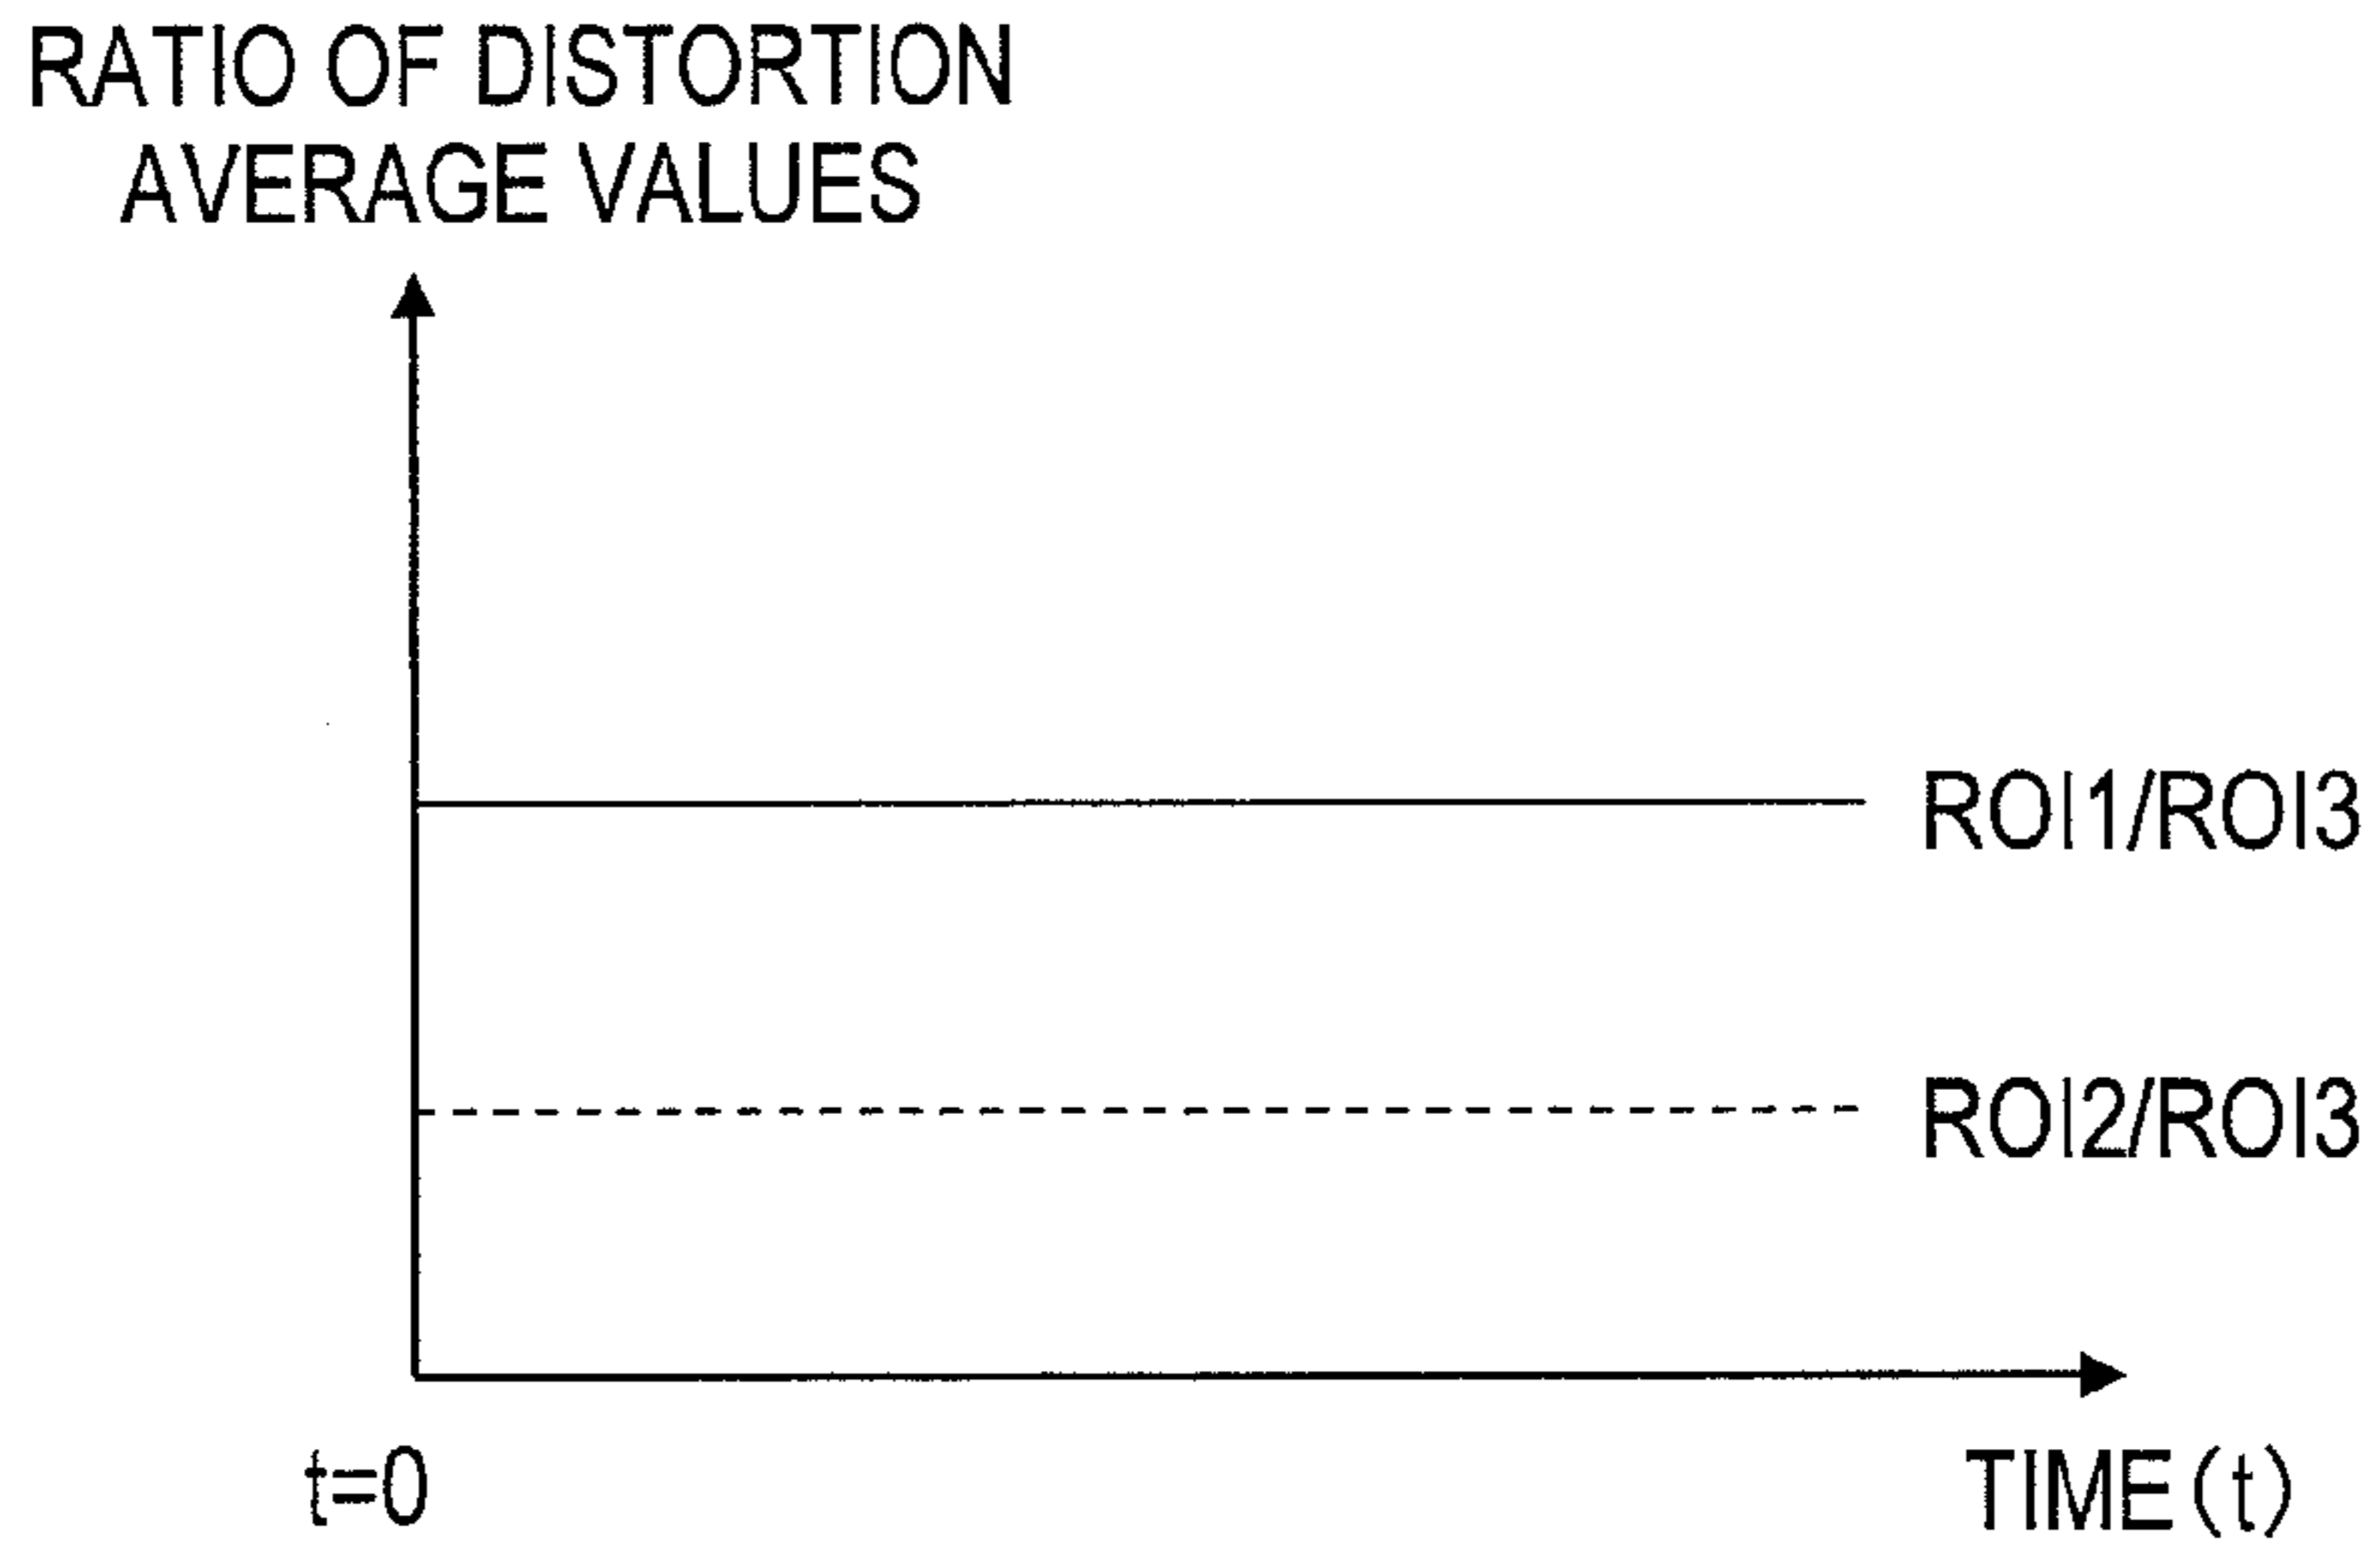 RATIO OF DISTORTION
AVERAGE VALUES
ROI1/ROI3
ROI2/ROI3
t=0
TIME(t)